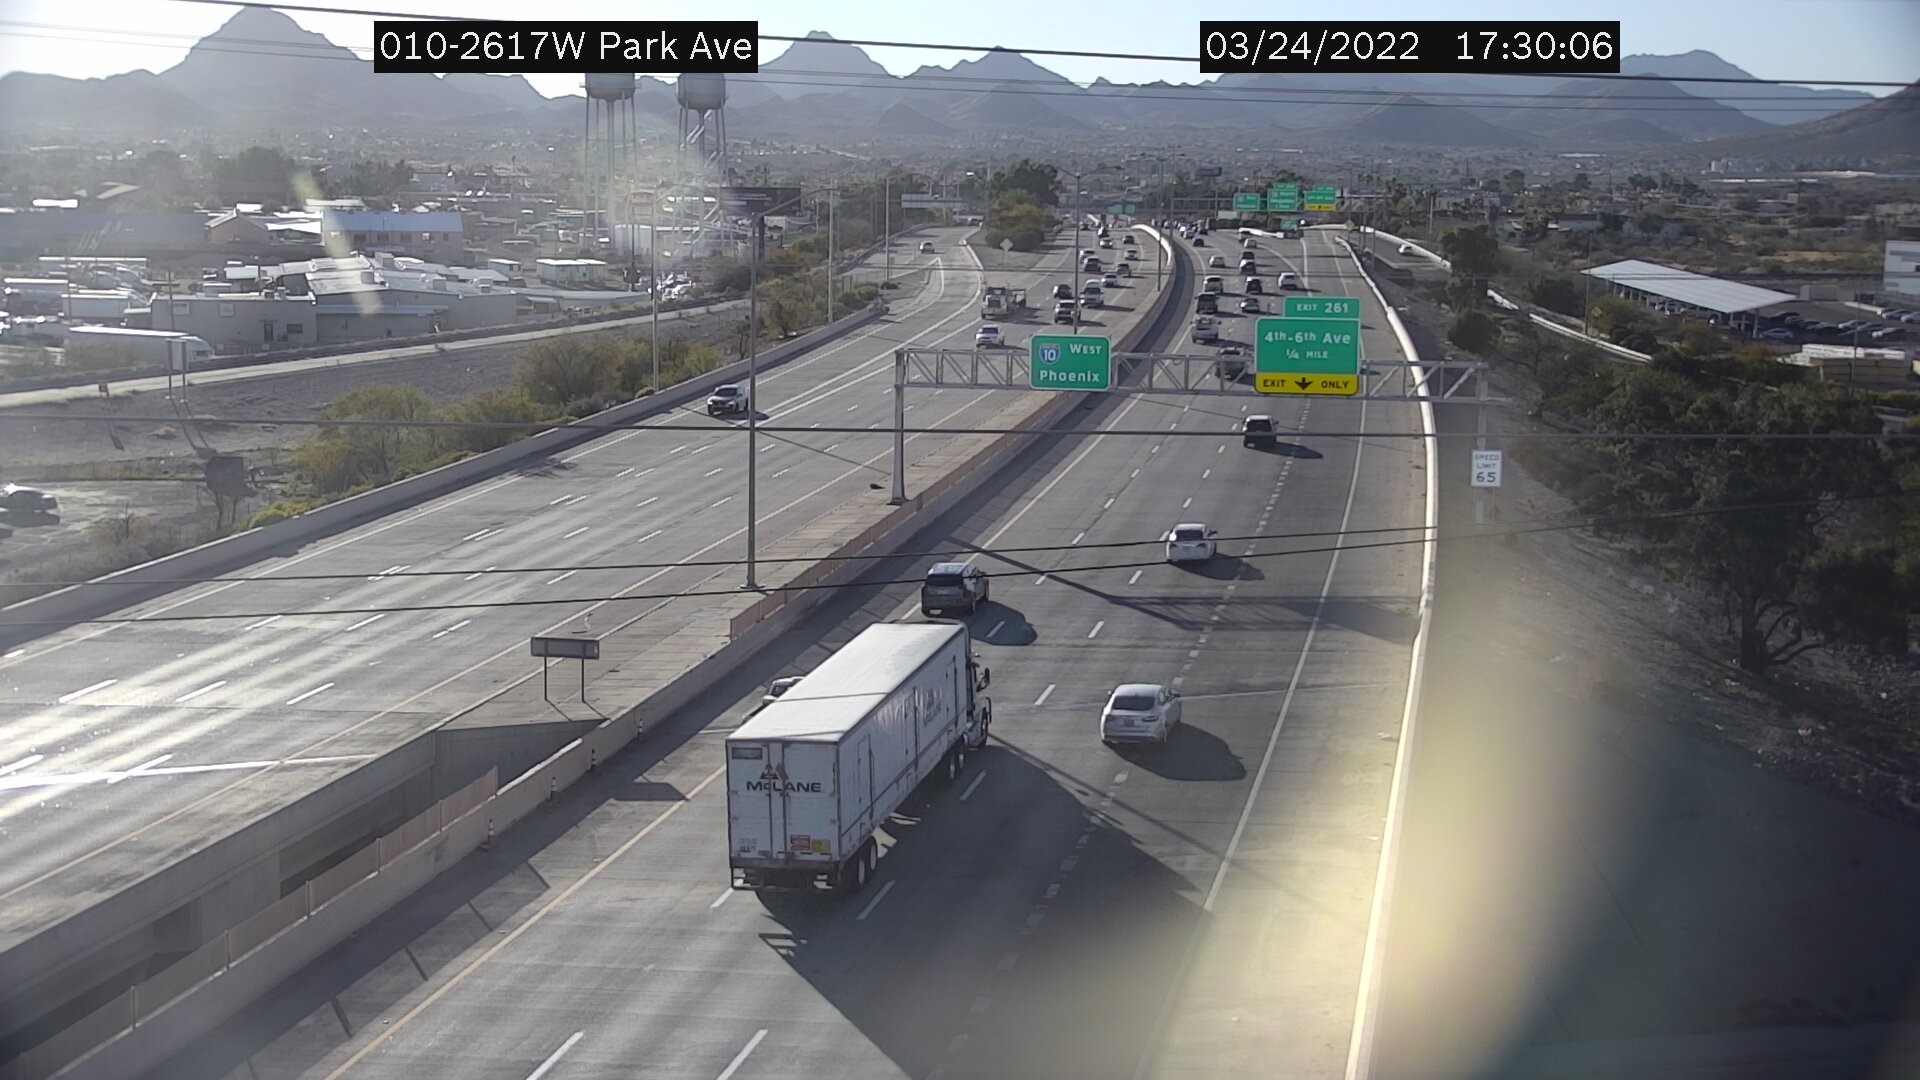 010-2617W Park Ave
03/24/2022 17:30:06
EXIT 261
4th-6th Ave
1/4 MILE
EXIT ONLY
10 WEST
Phoenix
SPEED
LIMIT
65
McLANE